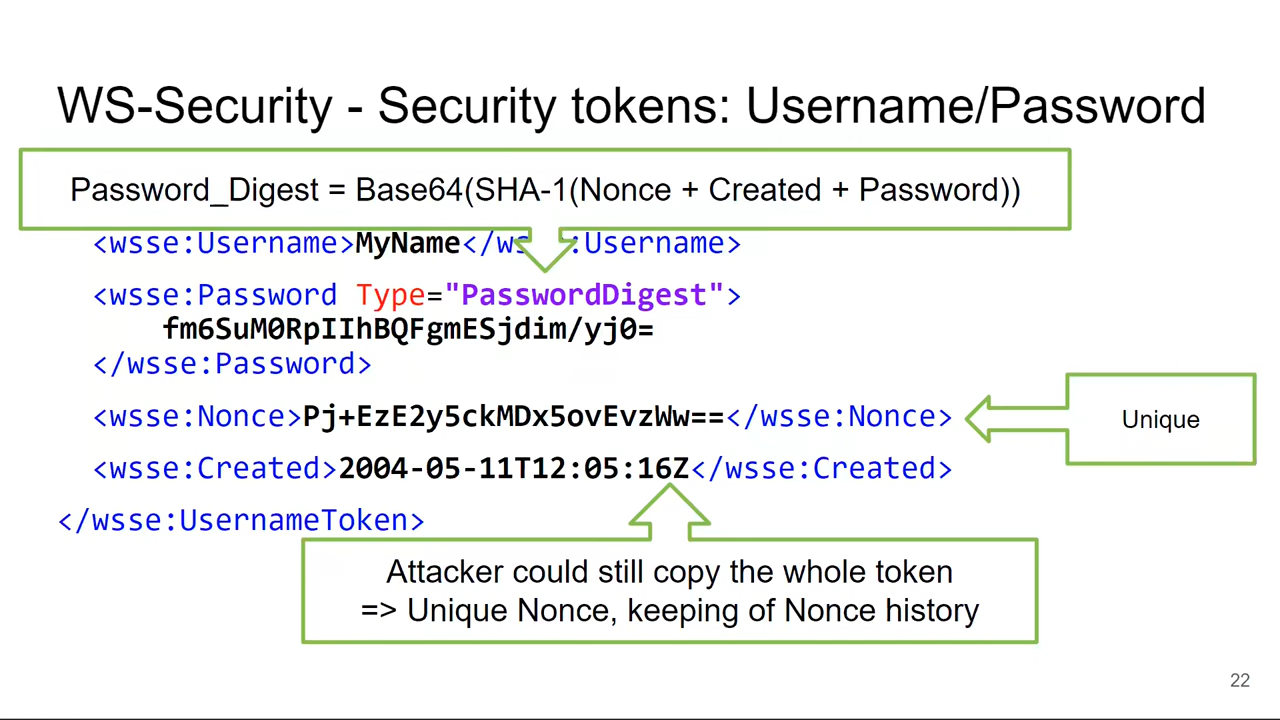 WS-Security - Security tokens: Username/Password
Password_Digest = Base64(SHA-1(Nonce + Created + Password))
<wsse:Username>MyName</ws :Username>
<wsse:Password Type="PasswordDigest">
fm6SuM0RpIIhBQFgmESjdim/yj0=
</wsse:Password>
<wsse:Nonce>Pj+EzE2y5ckMDx5ovEvzWw==</wsse:Nonce>
Unique
<wsse:Created>2004-05-11T12:05:16Z</wsse:Created>
</wsse:UsernameToken>
Attacker could still copy the whole token
=> Unique Nonce, keeping of Nonce history
22